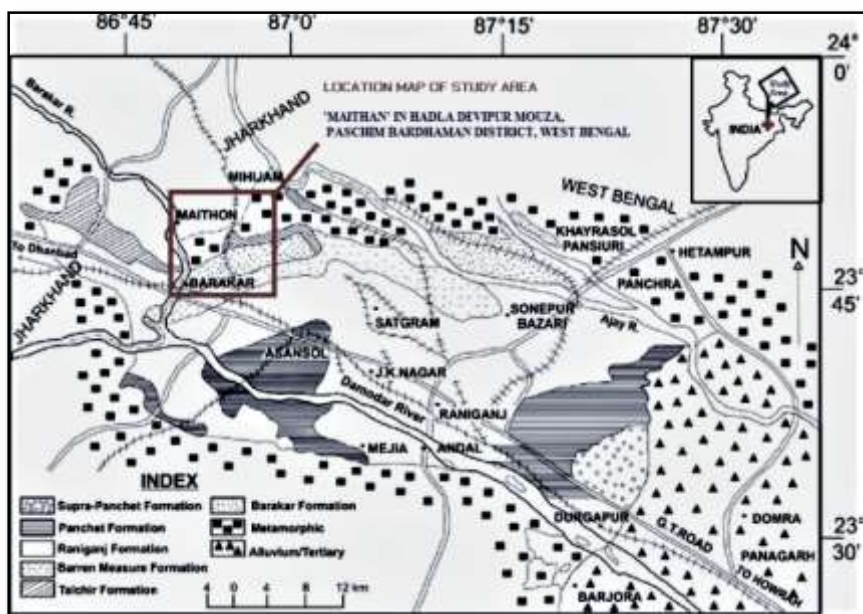 86°45' 87°0' 87°15' 87°30'
24°
0'
LOCATION MAP OF STUDY AREA
'MAITHAN' IN HADLA DEVIPUR MOUZA,
PASCHIM BARDHAMAN DISTRICT, WEST BENGAL
INDIA
Barakar R.
JHARKHAND
MIHIJAM
WEST BENGAL
MAITHON
KHAYRASOL
PANSIURI
HETAMPUR
To Dhanbad
PANCHRA
N
BARAKAR
23°
45'
JHARKHAND
SONEPUR
BAZARI
Ajay R.
SATGRAM
ASANSOL
J.K NAGAR
Damodar River
RANIGANJ
MEJIA
ANDAL
DURGAPUR
G.T.ROAD
DOMRA
PANAGARH
23°
30'
TO HOWRAH
BARJORA
INDEX
Supra-Panchet Formation
Panchet Formation
Raniganj Formation
Barren Measure Formation
Talchir Formation
Barakar Formation
Metamorphic
Alluvium/Tertiary
4 0 4 8 12 km